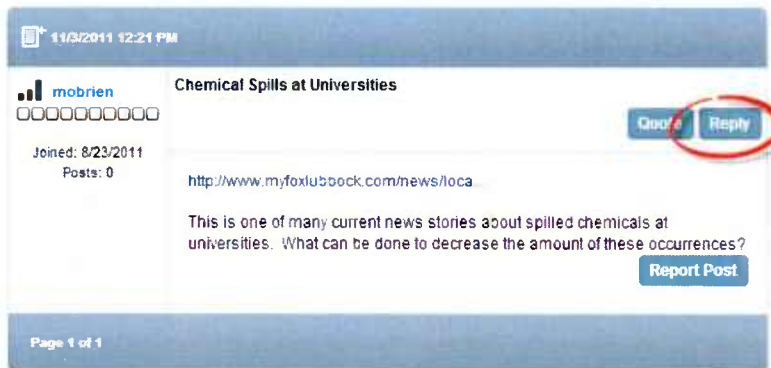 11/3/2011 12:21 PM
mobrien
Joined: 8/23/2011
Posts: 0
Chemical Spills at Universities
Quote Reply
http://www.myfoxlubbock.com/news/loca...
This is one of many current news stories about spilled chemicals at
universities. What can be done to decrease the amount of these occurrences?
Report Post
Page 1 of 1